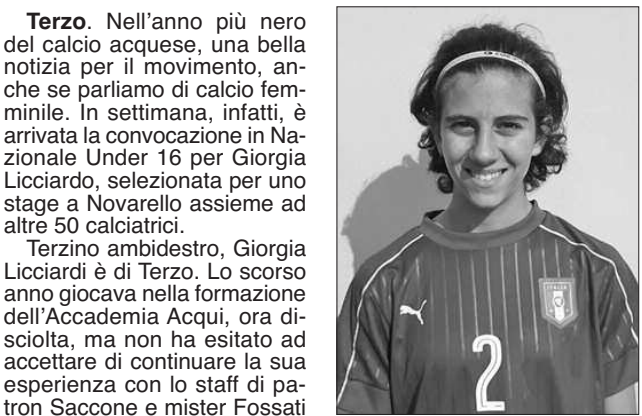 Terzo. Nell'anno più nero
del calcio acquese, una bella
notizia per il movimento, an-
che se parliamo di calcio fem-
minile. In settimana, infatti, è
arrivata la convocazione in Na-
zionale Under 16 per Giorgia
Licciardo, selezionata per uno
stage a Novarello assieme ad
altre 50 calciatrici.
Terzino ambidestro, Giorgia
Licciardi è di Terzo. Lo scorso
anno giocava nella formazione
dell'Accademia Acqui, ora di-
sciolta, ma non ha esitato ad
accettare di continuare la sua
esperienza con lo staff di pa-
tron Saccone e mister Fossati
ITALIA
2